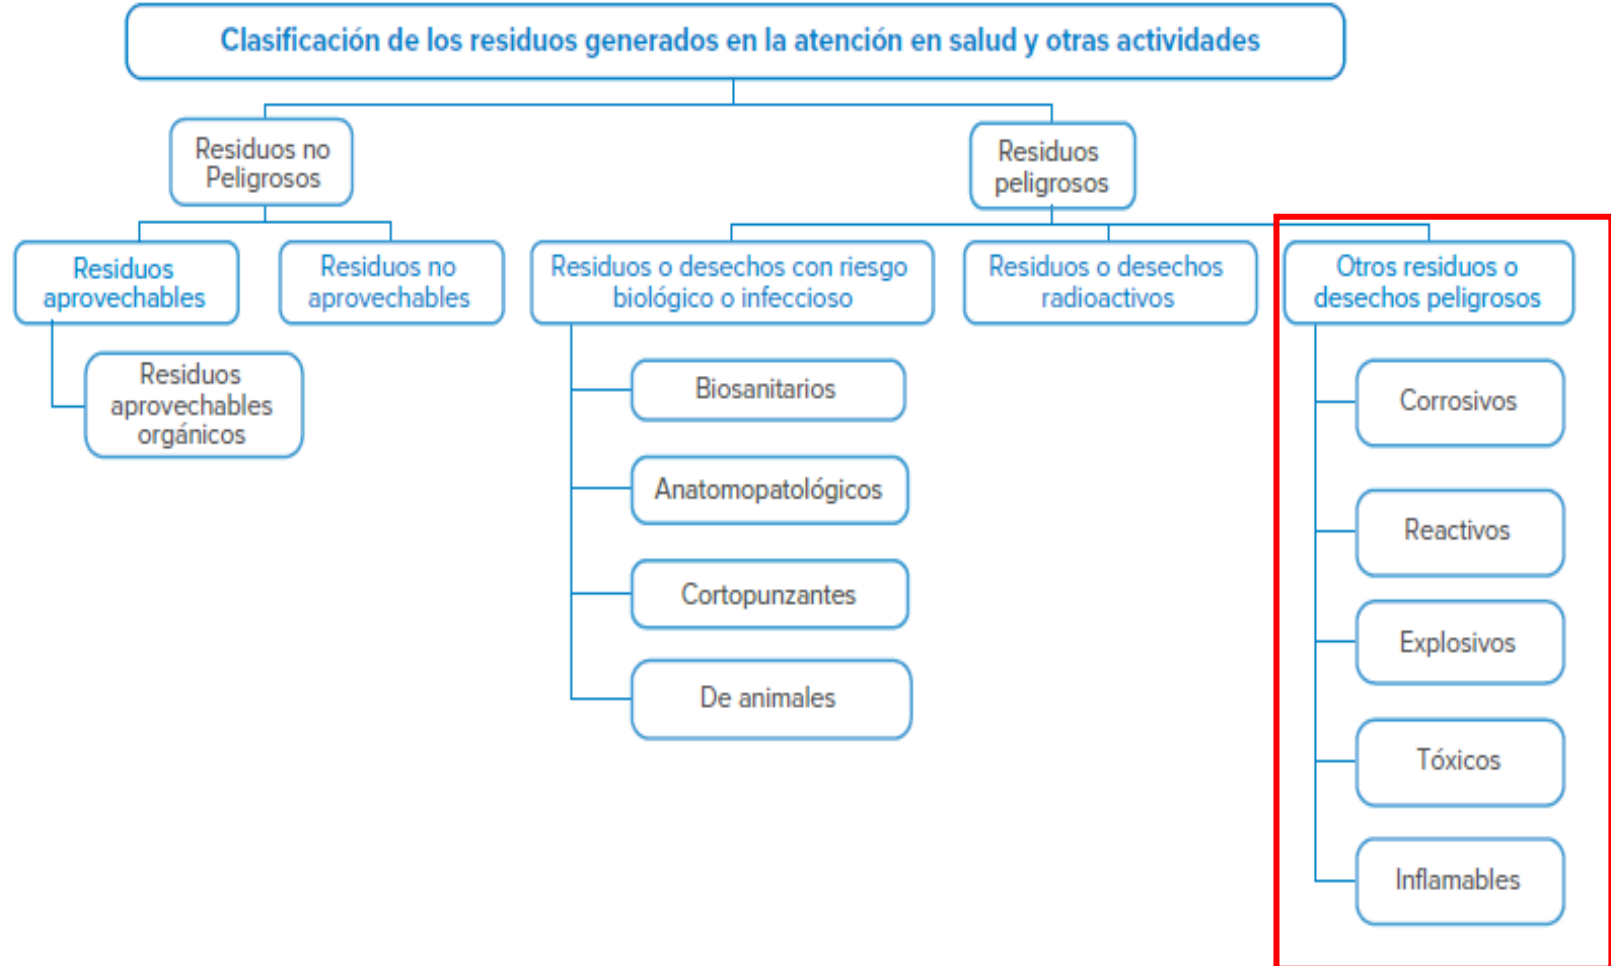 Clasificación de los residuos generados en la atención en salud y otras actividades
Residuos no
Peligrosos
Residuos
peligrosos
Residuos
aprovechables
Residuos no
aprovechables
Residuos o desechos con riesgo
biológico o infeccioso
Residuos o desechos
radioactivos
Otros residuos o
desechos peligrosos
Residuos
aprovechables
orgánicos
Biosanitarios
Anatomopatológicos
Cortopunzantes
De animales
Corrosivos
Reactivos
Explosivos
Tóxicos
Inflamables